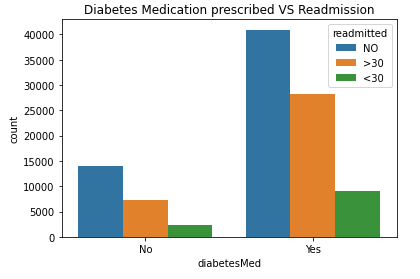 Diabetes Medication prescribed VS Readmission
readmitted
NO
>30
<30
40000
35000
30000
25000
20000
15000
10000
5000
0
count
No
Yes
diabetesMed